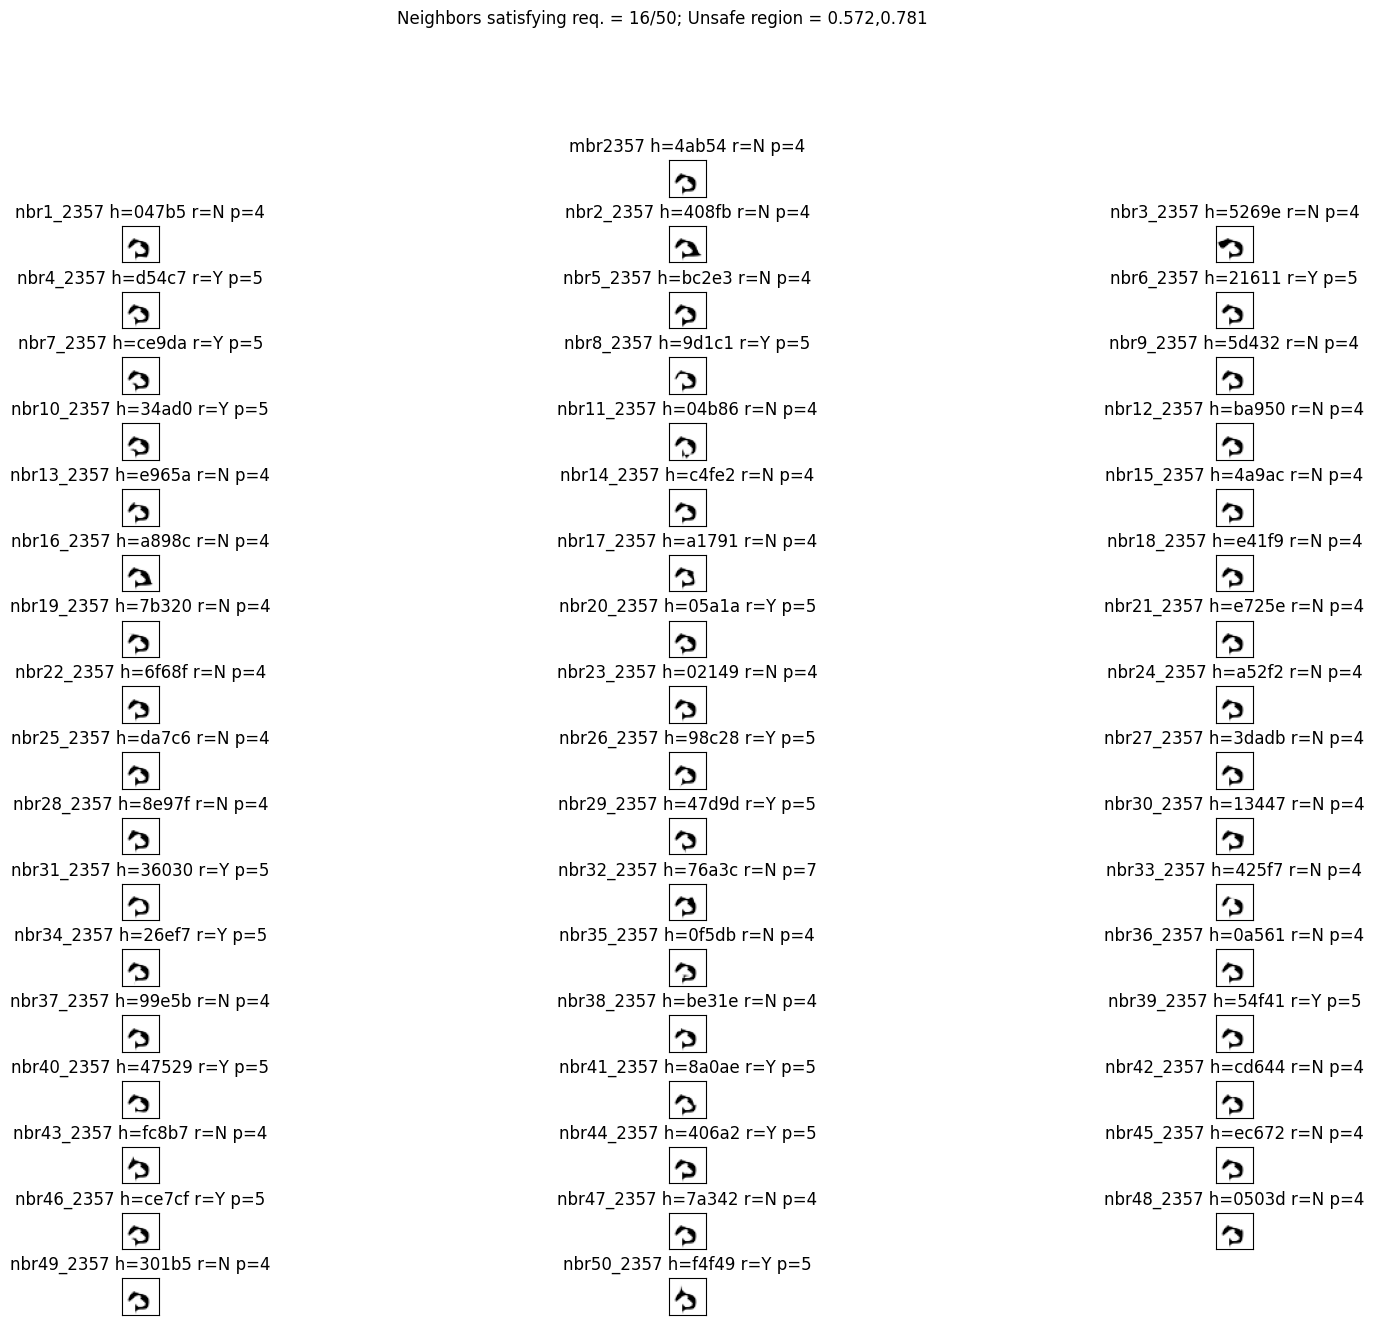 Neighbors satisfying req. = 16/50; Unsafe region = 0.572,0.781
mbr2357 h=4ab54 r=N p=4
nbr1_2357 h=047b5 r=N p=4 nbr2_2357 h=408fb r=N p=4 nbr3_2357 h=5269e r=N p=4
nbr4_2357 h=d54c7 r=Y p=5 nbr5_2357 h=bc2e3 r=N p=4 nbr6_2357 h=21611 r=Y p=5
nbr7_2357 h=ce9da r=Y p=5 nbr8_2357 h=9d1c1 r=Y p=5 nbr9_2357 h=5d432 r=N p=4
nbr10_2357 h=34ad0 r=Y p=5 nbr11_2357 h=04b86 r=N p=4 nbr12_2357 h=ba950 r=N p=4
nbr13_2357 h=e965a r=N p=4 nbr14_2357 h=c4fe2 r=N p=4 nbr15_2357 h=4a9ac r=N p=4
nbr16_2357 h=a898c r=N p=4 nbr17_2357 h=a1791 r=N p=4 nbr18_2357 h=e41f9 r=N p=4
nbr19_2357 h=7b320 r=N p=4 nbr20_2357 h=05a1a r=Y p=5 nbr21_2357 h=e725e r=N p=4
nbr22_2357 h=6f68f r=N p=4 nbr23_2357 h=02149 r=N p=4 nbr24_2357 h=a52f2 r=N p=4
nbr25_2357 h=da7c6 r=N p=4 nbr26_2357 h=98c28 r=Y p=5 nbr27_2357 h=3dadb r=N p=4
nbr28_2357 h=8e97f r=N p=4 nbr29_2357 h=47d9d r=Y p=5 nbr30_2357 h=13447 r=N p=4
nbr31_2357 h=36030 r=Y p=5 nbr32_2357 h=76a3c r=N p=7 nbr33_2357 h=425f7 r=N p=4
nbr34_2357 h=26ef7 r=Y p=5 nbr35_2357 h=0f5db r=N p=4 nbr36_2357 h=0a561 r=N p=4
nbr37_2357 h=99e5b r=N p=4 nbr38_2357 h=be31e r=N p=4 nbr39_2357 h=54f41 r=Y p=5
nbr40_2357 h=47529 r=Y p=5 nbr41_2357 h=8a0ae r=Y p=5 nbr42_2357 h=cd644 r=N p=4
nbr43_2357 h=fc8b7 r=N p=4 nbr44_2357 h=406a2 r=Y p=5 nbr45_2357 h=ec672 r=N p=4
nbr46_2357 h=ce7cf r=Y p=5 nbr47_2357 h=7a342 r=N p=4 nbr48_2357 h=0503d r=N p=4
nbr49_2357 h=301b5 r=N p=4 nbr50_2357 h=f4f49 r=Y p=5